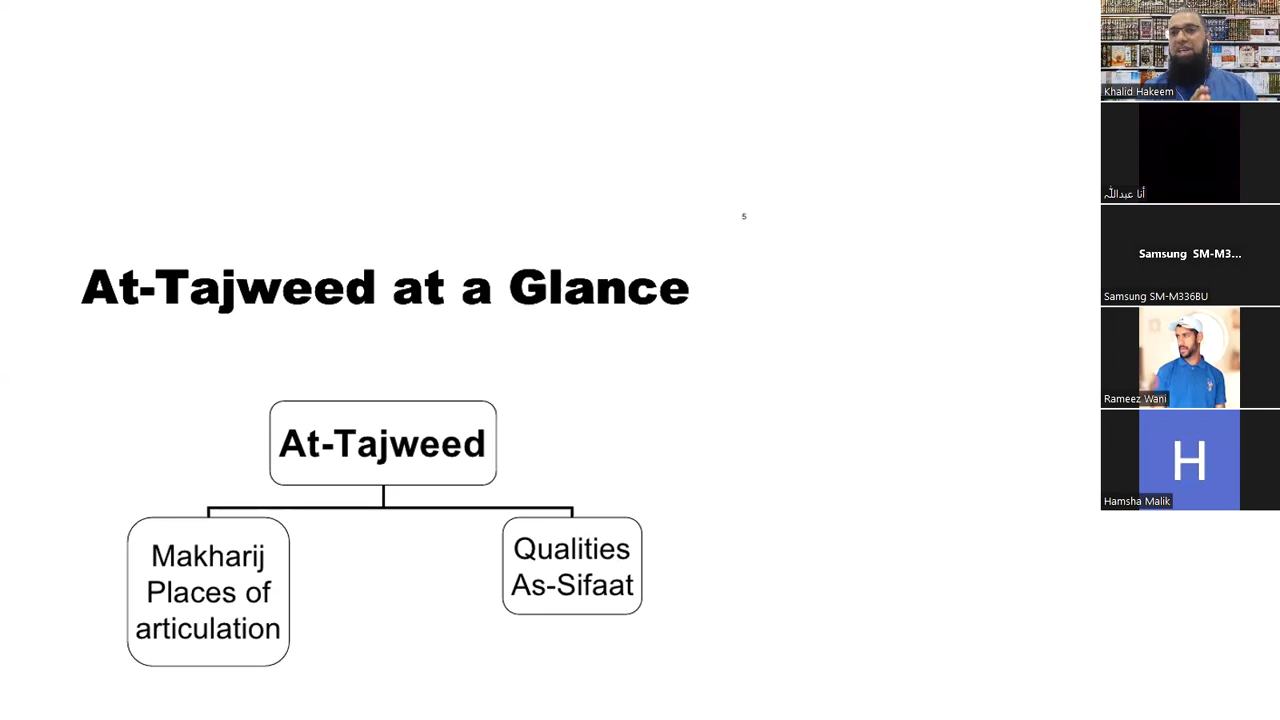 5
At-Tajweed at a Glance
At-Tajweed
Makharij
Places of
articulation
Qualities
As-Sifaat
Khalid Hakeem
أنا عبداللّٰہ
Samsung SM-M3...
Samsung SM-M336BU
Rameez Wani
H
Hamsha Malik